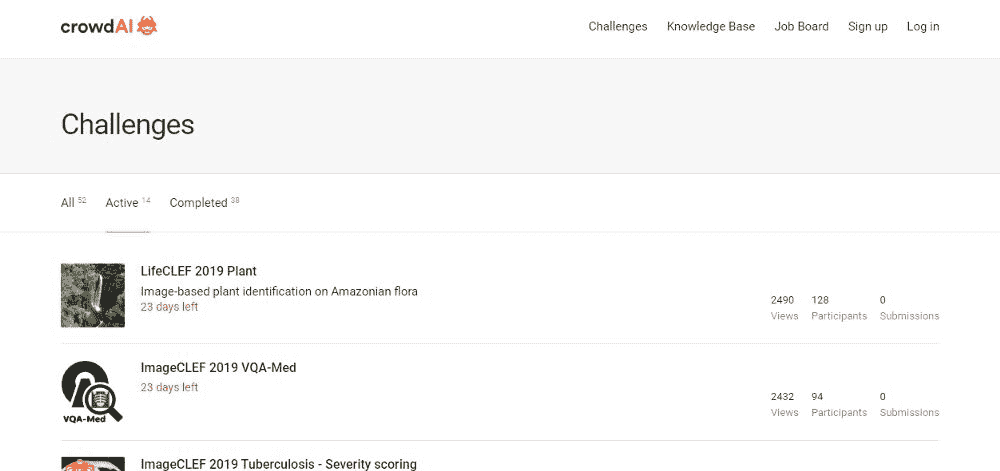 crowdAI
Challenges Knowledge Base Job Board Sign up Log in
Challenges
All 52 Active 14 Completed 38
LifeCLEF 2019 Plant
Image-based plant identification on Amazonian flora
23 days left
2490 128 0
Views Participants Submissions
ImageCLEF 2019 VQA-Med
23 days left
VQA-Med
2432 94 0
Views Participants Submissions
ImageCLEF 2019 Tuberculosis - Severity scoring